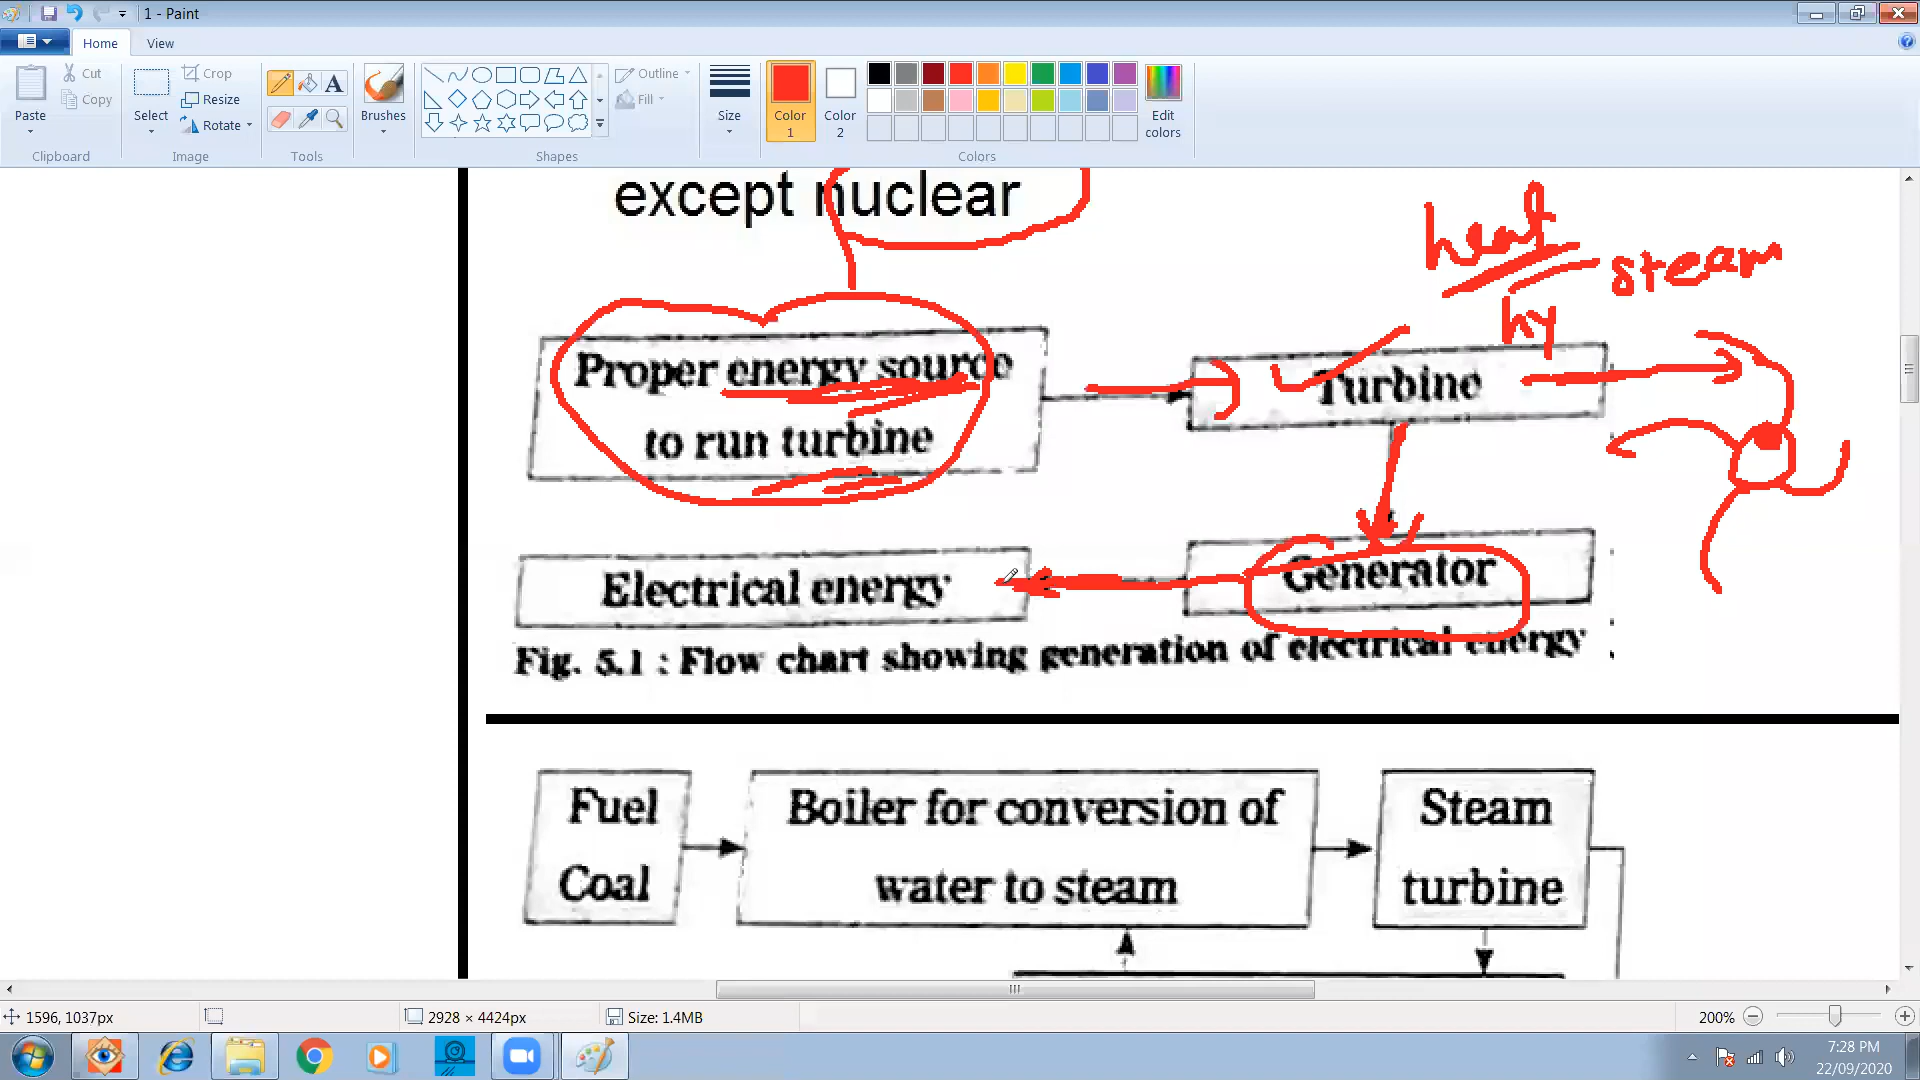 1 - Paint
Home
View
Cut
Copy
Paste
Clipboard
Crop
Resize
Rotate
Select
Image
Tools
Brushes
Outline
Fill
Shapes
Size
Color
1
Color
2
Edit
colors
Colors
except nuclear
heat
steam
hy
Proper energy source
to run turbine
Turbine
Electrical energy
Generator
Fig. 5.1 : Flow chart showing generation of electrical energy
Fuel
Coal
Boiler for conversion of
water to steam
Steam
turbine
1596, 1037px
2928 × 4424px
Size: 1.4MB
200%
7:28 PM
22/09/2020